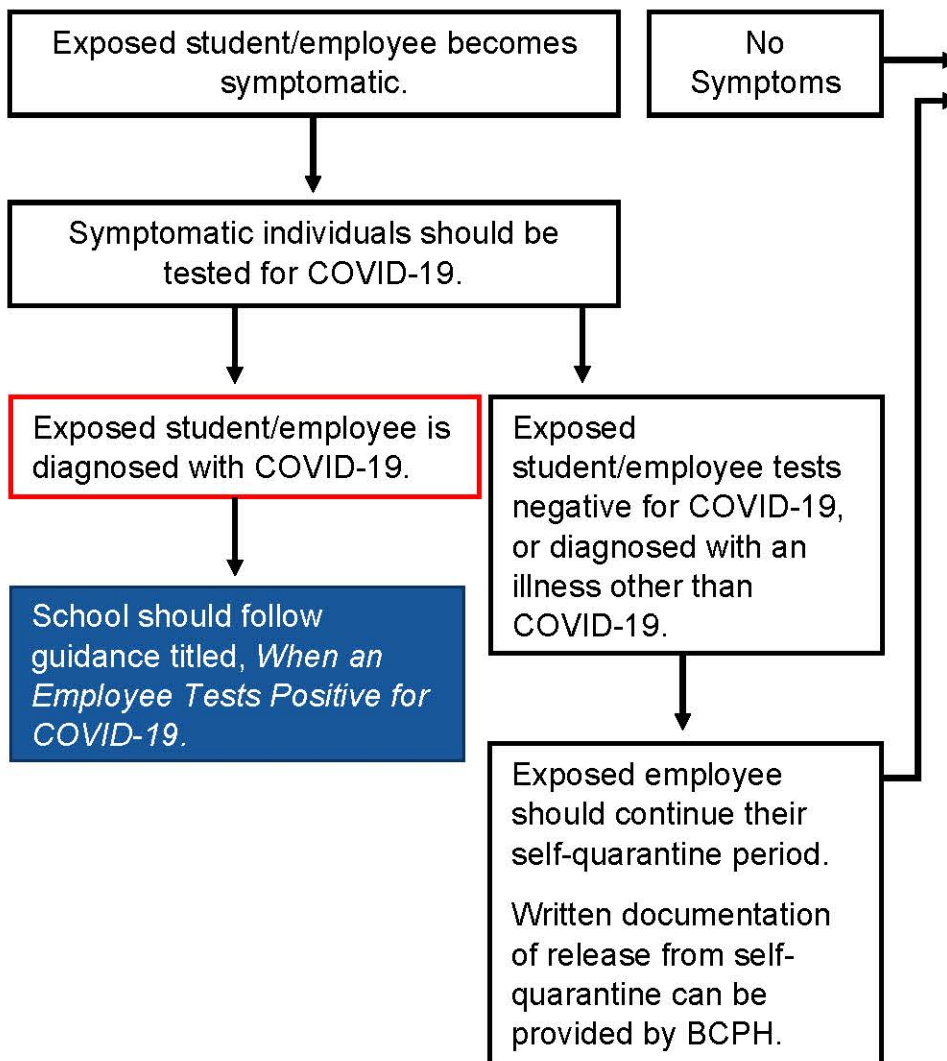 Exposed student/employee becomes
symptomatic.
No
Symptoms
Symptomatic individuals should be
tested for COVID-19.
Exposed student/employee is
diagnosed with COVID-19.
Exposed
student/employee tests
negative for COVID-19,
or diagnosed with an
illness other than
COVID-19.
School should follow
guidance titled, When an
Employee Tests Positive for
COVID-19.
Exposed employee
should continue their
self-quarantine period.
Written documentation
of release from self-
quarantine can be
provided by BCPH.